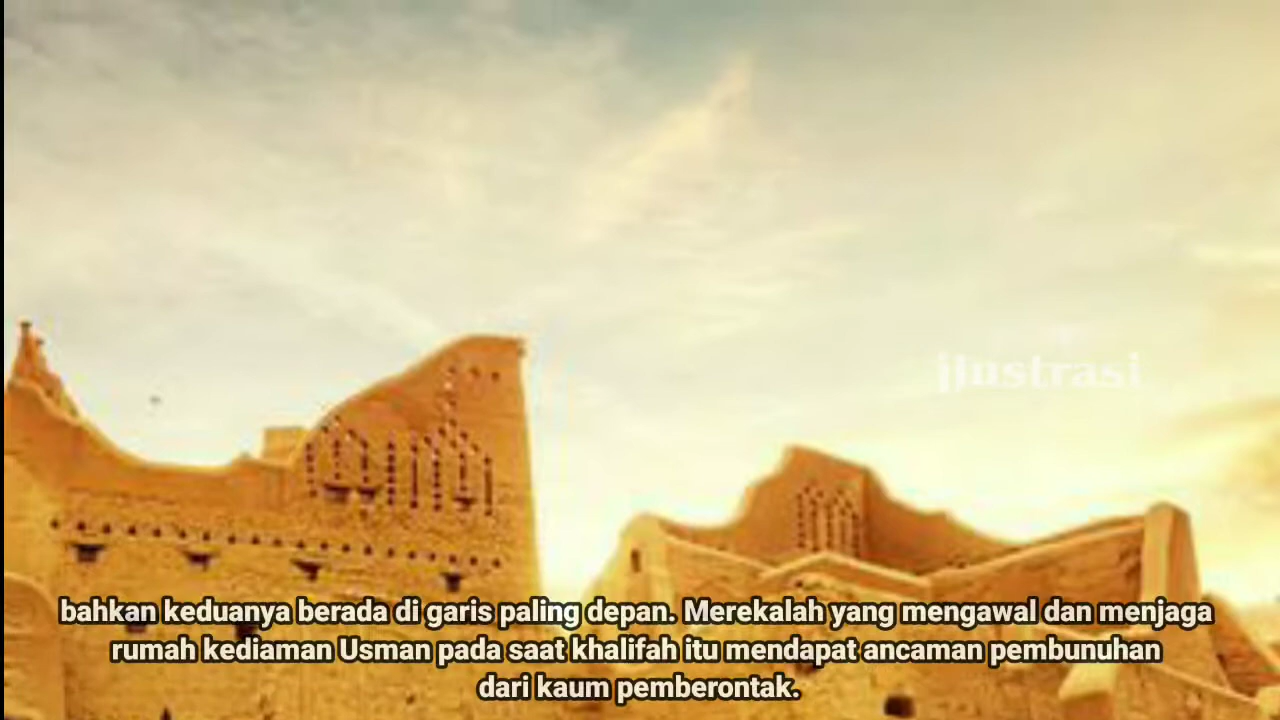 ilustrasi
bahkan keduanya berada di garis paling depan. Merekalah yang mengawal dan menjaga
rumah kediaman Usman pada saat khalifah itu mendapat ancaman pembunuhan
dari kaum pemberontak.